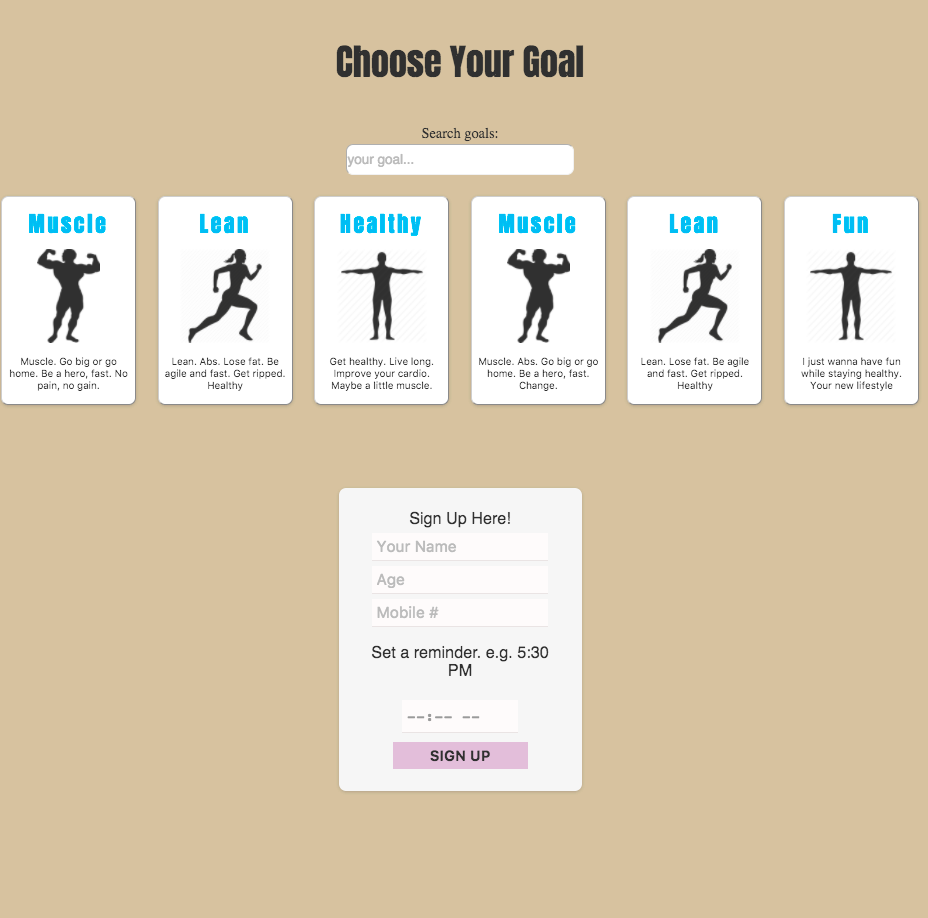 Choose Your Goal
Search goals:
your goal...
Muscle
Muscle. Go big or go
home. Be a hero, fast. No
pain, no gain.
Lean
Lean. Abs. Lose fat. Be
agile and fast. Get ripped.
Healthy
Healthy
Get healthy. Live long.
Improve your cardio.
Maybe a little muscle.
Muscle
Muscle. Abs. Go big or go
home. Be a hero, fast.
Change.
Lean
Lean. Lose fat. Be agile
and fast. Get ripped.
Healthy
Fun
I just wanna have fun
while staying healthy.
Your new lifestyle
Sign Up Here!
Your Name
Age
Mobile #
Set a reminder. e.g. 5:30
PM
--:-- --
SIGN UP